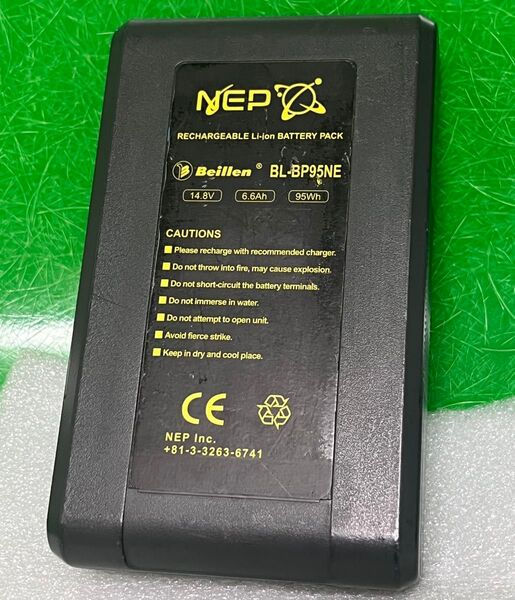 NEP
RECHARGEABLE Li-ion BATTERY PACK
Beillen® BL-BP95NE
14.8V 6.6Ah 95Wh
CAUTIONS
■ Please recharge with recommended charger.
■ Do not throw into fire, may cause explosion.
■ Do not short-circuit the battery terminals.
■ Do not immerse in water.
■ Do not attempt to open unit.
■ Avoid fierce strike.
■ Keep in dry and cool place.
CE
NEP Inc.
+81-3-3263-6741